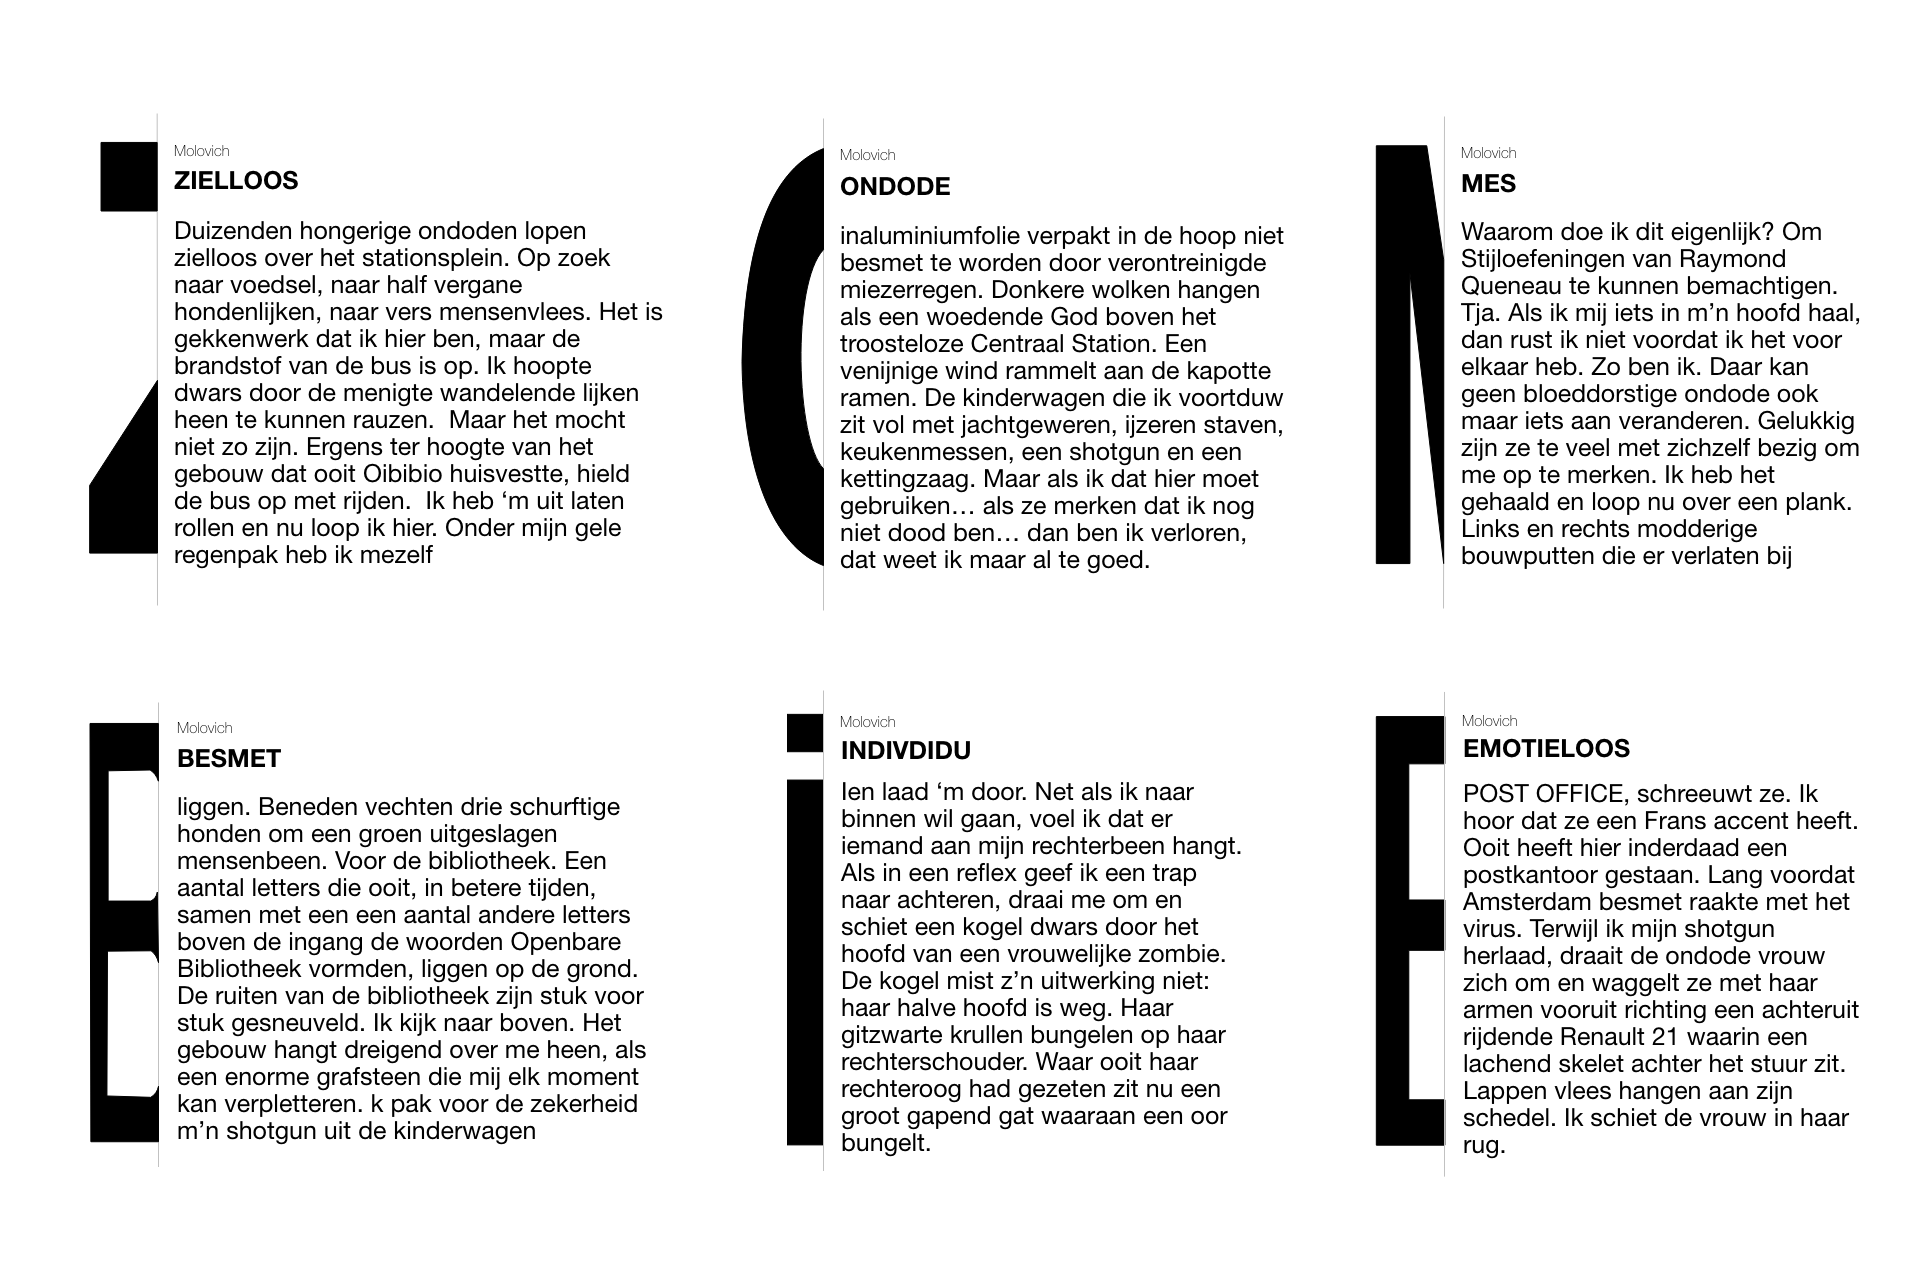 Z
Molovich
ZIELLOOS
Duizenden hongerige ondoden lopen
zielloos over het stationsplein. Op zoek
naar voedsel, naar half vergane
hondenlijken, naar vers mensenvlees. Het is
gekkenwerk dat ik hier ben, maar de
brandstof van de bus is op. Ik hoopte
dwars door de menigte wandelende lijken
heen te kunnen rauzen.  Maar het mocht
niet zo zijn. Ergens ter hoogte van het
gebouw dat ooit Oibibio huisvestte, hield
de bus op met rijden.  Ik heb ‘m uit laten
rollen en nu loop ik hier. Onder mijn gele
regenpak heb ik mezelf
O
Molovich
ONDODE
inaluminiumfolie verpakt in de hoop niet
besmet te worden door verontreinigde
miezerregen. Donkere wolken hangen
als een woedende God boven het
troosteloze Centraal Station. Een
venijnige wind rammelt aan de kapotte
ramen. De kinderwagen die ik voortduw
zit vol met jachtgeweren, ijzeren staven,
keukenmessen, een shotgun en een
kettingzaag. Maar als ik dat hier moet
gebruiken… als ze merken dat ik nog
niet dood ben… dan ben ik verloren,
dat weet ik maar al te goed.
M
Molovich
MES
Waarom doe ik dit eigenlijk? Om
Stijloefeningen van Raymond
Queneau te kunnen bemachtigen.
Tja. Als ik mij iets in m’n hoofd haal,
dan rust ik niet voordat ik het voor
elkaar heb. Zo ben ik. Daar kan
geen bloeddorstige ondode ook
maar iets aan veranderen. Gelukkig
zijn ze te veel met zichzelf bezig om
me op te merken. Ik heb het
gehaald en loop nu over een plank.
Links en rechts modderige
bouwputten die er verlaten bij
B
Molovich
BESMET
liggen. Beneden vechten drie schurftige
honden om een groen uitgeslagen
mensenbeen. Voor de bibliotheek. Een
aantal letters die ooit, in betere tijden,
samen met een een aantal andere letters
boven de ingang de woorden Openbare
Bibliotheek vormden, liggen op de grond.
De ruiten van de bibliotheek zijn stuk voor
stuk gesneuveld. Ik kijk naar boven. Het
gebouw hangt dreigend over me heen, als
een enorme grafsteen die mij elk moment
kan verpletteren. k pak voor de zekerheid
m’n shotgun uit de kinderwagen
i
Molovich
INDIVDIDU
Ien laad ‘m door. Net als ik naar
binnen wil gaan, voel ik dat er
iemand aan mijn rechterbeen hangt.
Als in een reflex geef ik een trap
naar achteren, draai me om en
schiet een kogel dwars door het
hoofd van een vrouwelijke zombie.
De kogel mist z’n uitwerking niet:
haar halve hoofd is weg. Haar
gitzwarte krullen bungelen op haar
rechterschouder. Waar ooit haar
rechteroog had gezeten zit nu een
groot gapend gat waaraan een oor
bungelt.
E
Molovich
EMOTIELOOS
POST OFFICE, schreeuwt ze. Ik
hoor dat ze een Frans accent heeft.
Ooit heeft hier inderdaad een
postkantoor gestaan. Lang voordat
Amsterdam besmet raakte met het
virus. Terwijl ik mijn shotgun
herlaad, draait de ondode vrouw
zich om en waggelt ze met haar
armen vooruit richting een achteruit
rijdende Renault 21 waarin een
lachend skelet achter het stuur zit.
Lappen vlees hangen aan zijn
schedel. Ik schiet de vrouw in haar
rug.